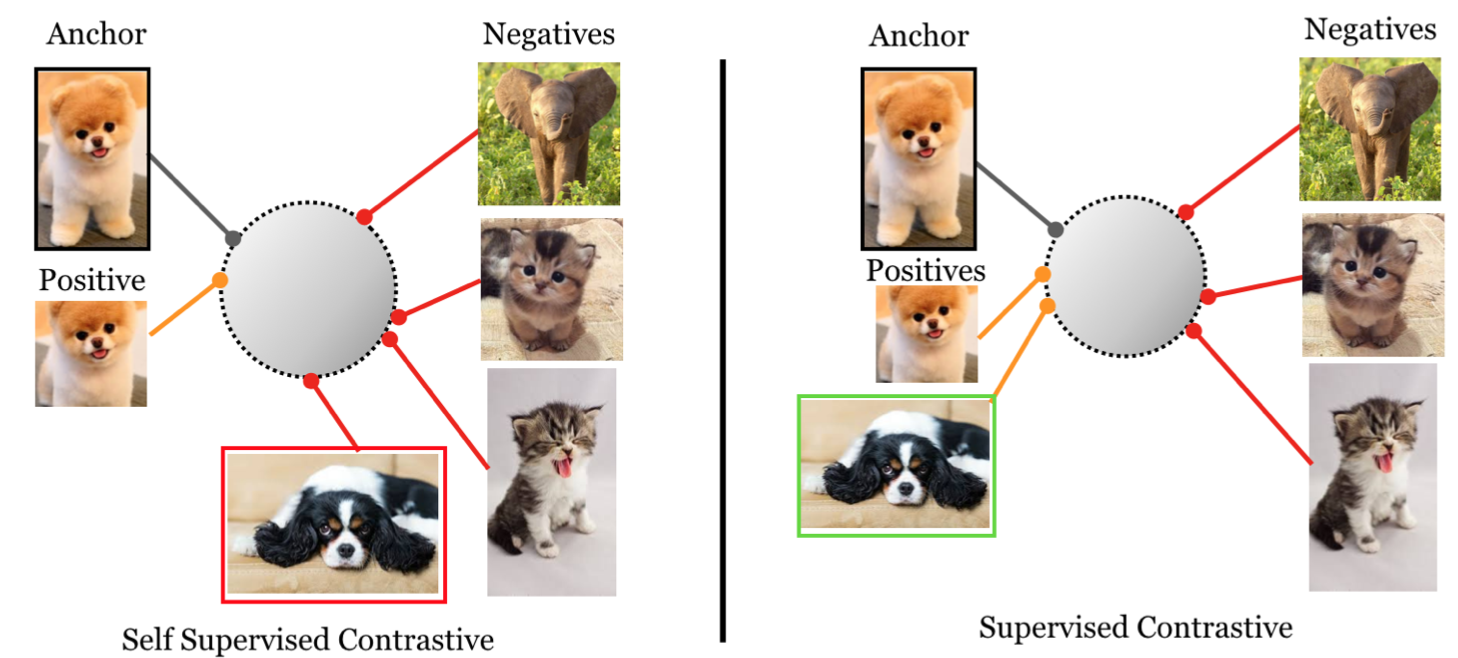 Anchor
Negatives
Positive
Self Supervised Contrastive
Anchor
Negatives
Positives
Supervised Contrastive